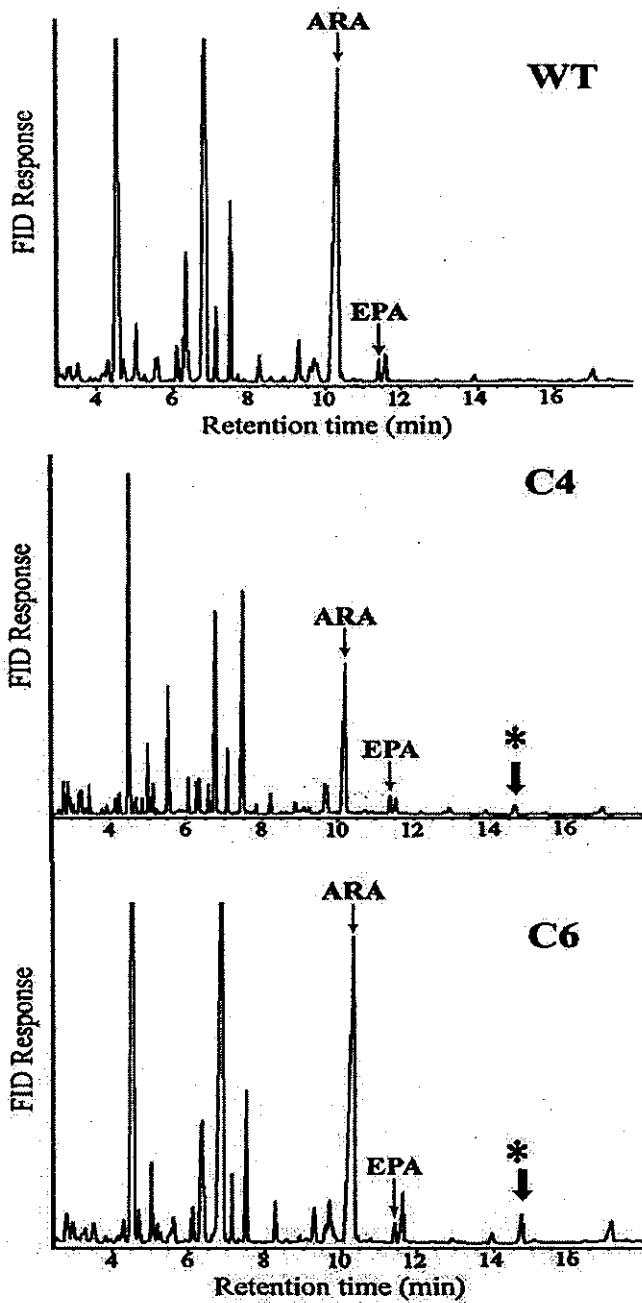 ARA
WT
FID Response
EPA
4 6 8 10 12 14 16
Retention time (min)
C4
FID Response
ARA
EPA
*
4 6 8 10 12 14 16
ARA
C6
FID Response
EPA
*
4 6 8 10 12 14 16
Retention time (min)